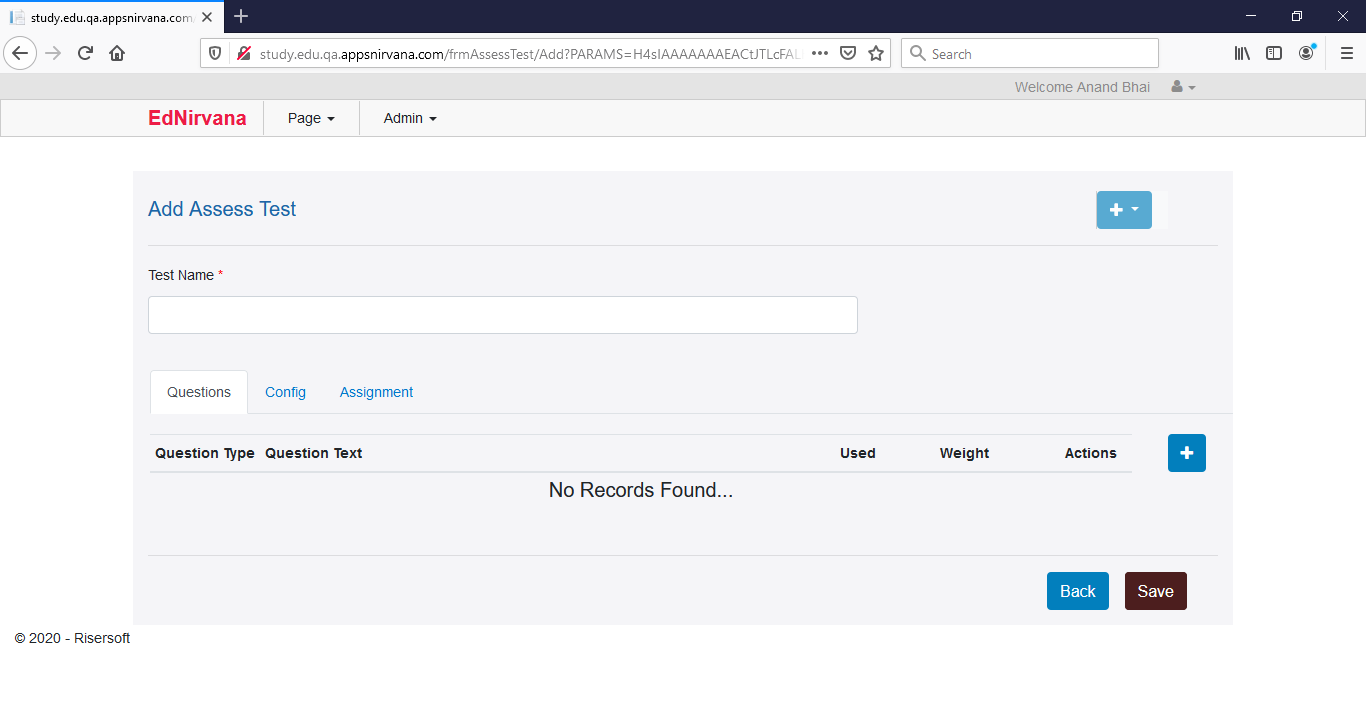 study.edu.qa.appsnirvana.com
study.edu.qa.appsnirvana.com/frmAssessTest/Add?PARAMS=H4sIAAAAAAAEACtJTLcFAL
Search
Welcome Anand Bhai
EdNirvana Page Admin
Add Assess Test
Test Name *
Questions Config Assignment
Question Type Question Text Used Weight Actions
No Records Found...
Back Save
© 2020 - Risersoft